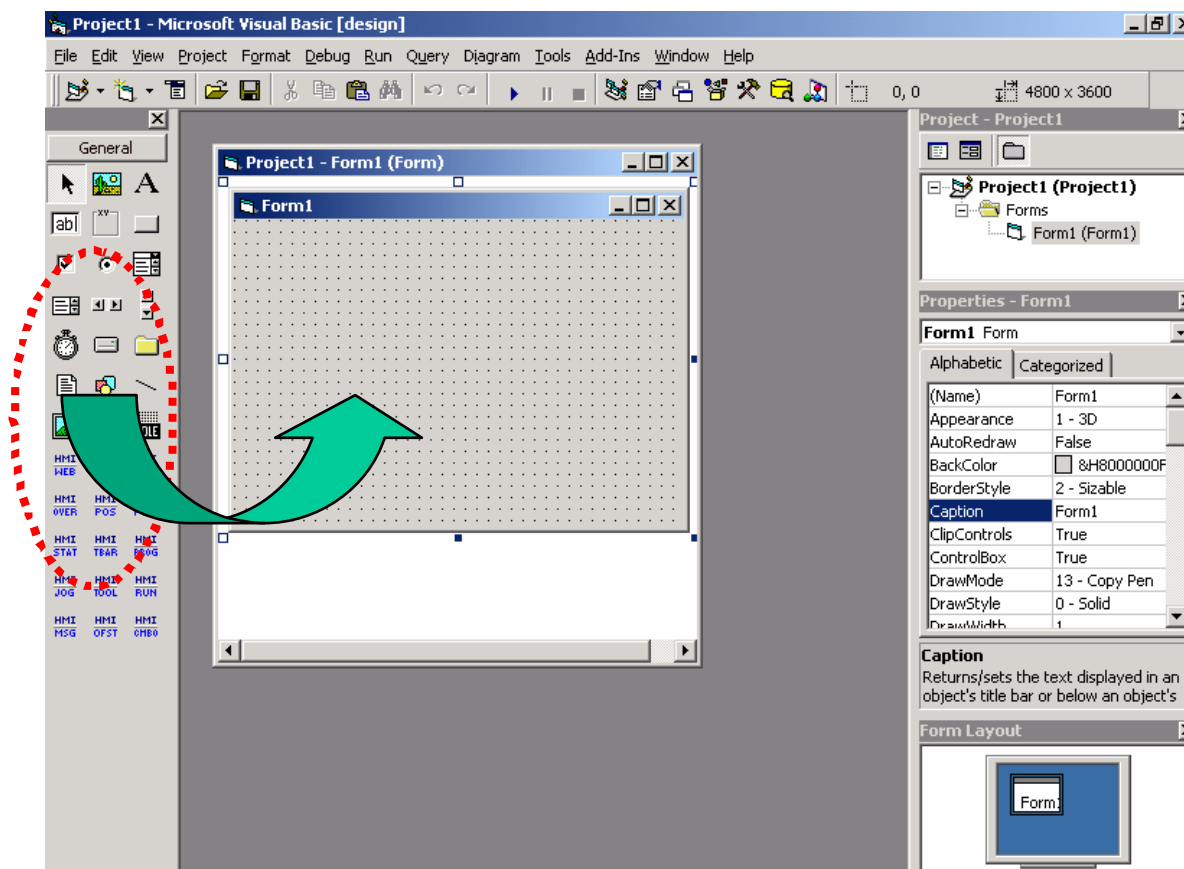 Project1 - Microsoft Visual Basic [design]
File Edit View Project Format Debug Run Query Diagram Tools Add-Ins Window Help
0, 0 4800 x 3600
General
A
ab
XY
HMI
WEB
HMI HMI
OVER POS
HMI HMI HMI
STAT TBAR PROG
HMI HMI HMI
JOG TOOL RUN
HMI HMI HMI
MSG OFST CMBO
Project1 - Form1 (Form)
Form1
Project - Project1
Project1 (Project1)
Forms
Form1 (Form1)
Properties - Form1
Form1 Form
Alphabetic Categorized
(Name) Form1
Appearance 1 - 3D
AutoRedraw False
BackColor &H8000000F
BorderStyle 2 - Sizable
Caption Form1
ClipControls True
ControlBox True
DrawMode 13 - Copy Pen
DrawStyle 0 - Solid
DrawWidth 1
Caption
Returns/sets the text displayed in an
object's title bar or below an object's
Form Layout
Form1